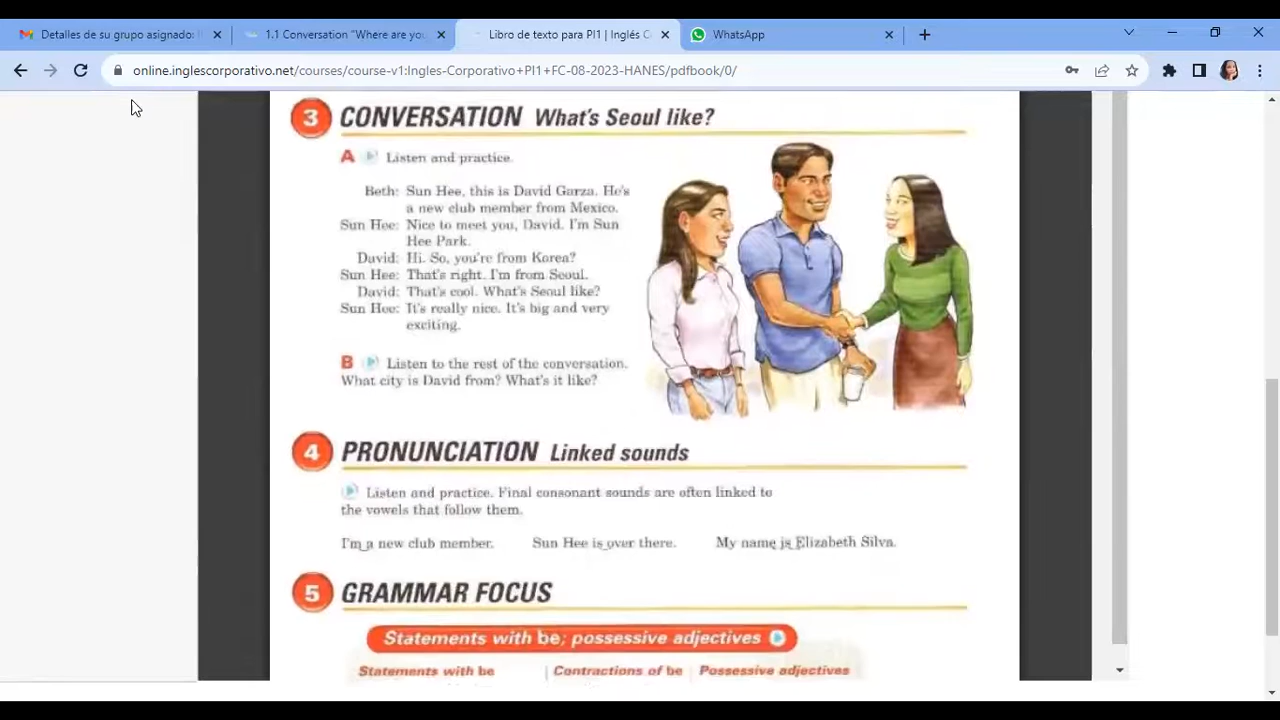 Detalles de su grupo asignado:
1.1 Conversation "Where are you
Libro de texto para PI1 | Inglés C
WhatsApp
online.inglescorporativo.net/courses/course-v1:Ingles-Corporativo+PI1+FC-08-2023-HANES/pdfbook/0/
3 CONVERSATION What's Seoul like?
A Listen and practice.
Beth: Sun Hee, this is David Garza. He's
a new club member from Mexico.
Sun Hee: Nice to meet you, David. I'm Sun
Hee Park.
David: Hi. So, you're from Korea?
Sun Hee: That's right. I'm from Seoul.
David: That's cool. What's Seoul like?
Sun Hee: It's really nice. It's big and very
exciting.
B Listen to the rest of the conversation.
What city is David from? What's it like?
4 PRONUNCIATION Linked sounds
Listen and practice. Final consonant sounds are often linked to
the vowels that follow them.
I'm a new club member. Sun Hee is over there. My name is Elizabeth Silva.
5 GRAMMAR FOCUS
Statements with be; possessive adjectives
Statements with be Contractions of be Possessive adjectives